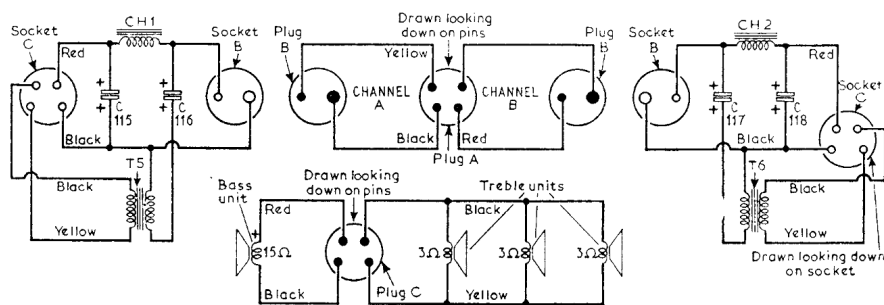 Socket
C
Red
CH1
Socket
B
+
C
115
+
C
116
Black
T5
Black
Yellow
Plug
B
Drawn looking
down on pins
Yellow
CHANNEL
A
CHANNEL
B
Black
Red
Plug A
Plug
B
Socket
B
CH2
Red
Socket
C
+
C
117
+
C
118
Black
T6
Black
Yellow
Drawn looking down
on socket
Bass
unit
Red
+
15Ω
Black
Drawn looking
down on pins
Plug C
Treble units
Black
3Ω
3Ω
3Ω
Yellow